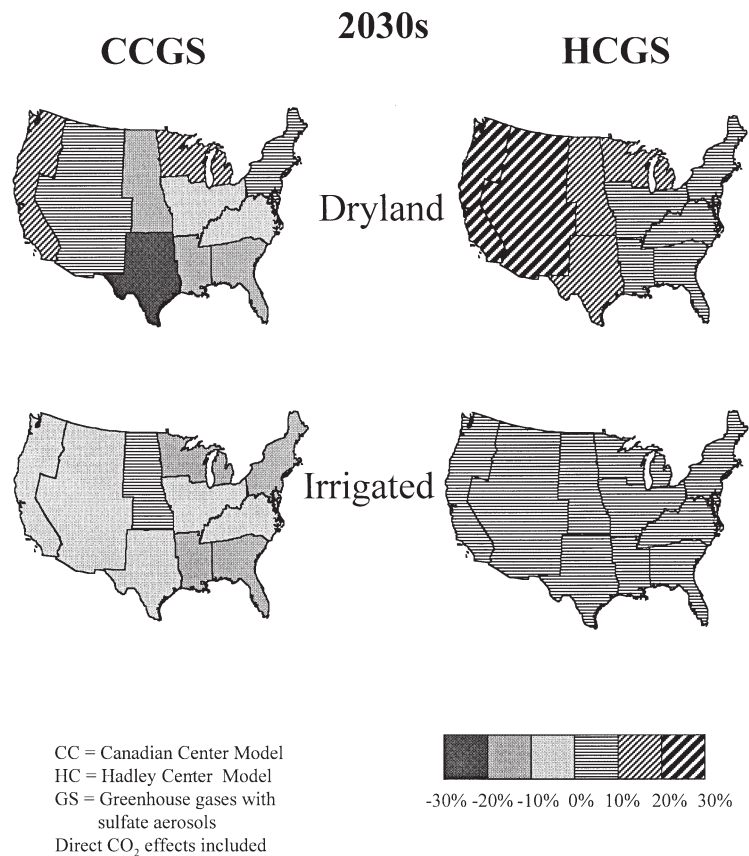 2030s
CCGS
HCGS
Dryland
Irrigated
CC = Canadian Center Model
HC = Hadley Center Model
GS = Greenhouse gases with
sulfate aerosols
Direct CO₂ effects included
-30% -20% -10% 0% 10% 20% 30%